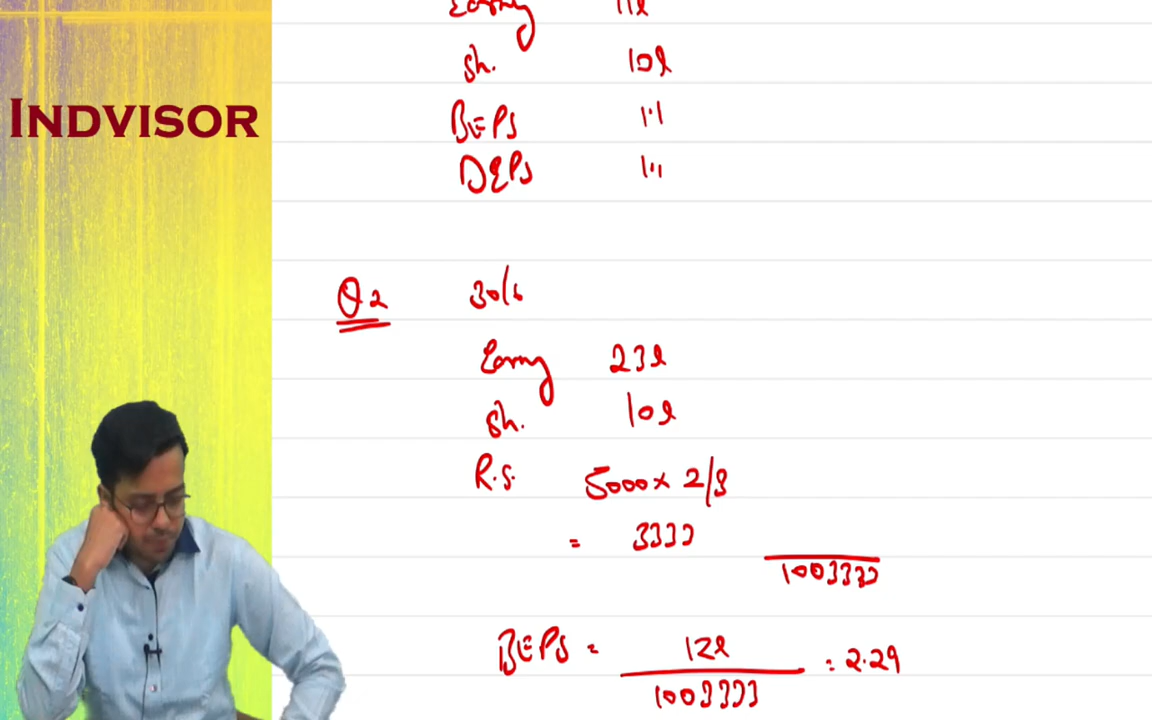 INDVISOR
Earning 11l
sh. 10l
BEPS 1.1
DEPS 1.1
Q2 30/6
Earning 23l
sh. 10l
R.S. 5000 x 2/3
= 3333
1003333
BEPS = 12l / 1003333 = 2.29